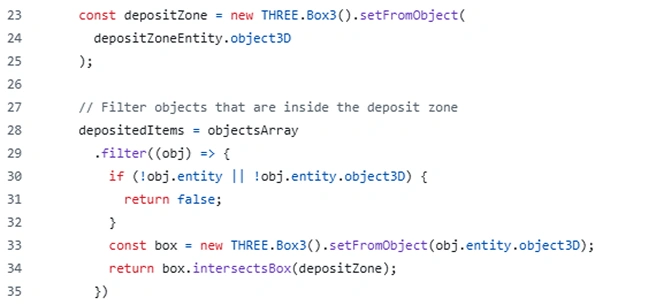 23 const depositZone = new THREE.Box3().setFromObject(
24 depositZoneEntity.object3D
25 );
26
27 // Filter objects that are inside the deposit zone
28 depositedItems = objectsArray
29 .filter((obj) => {
30 if (!obj.entity || !obj.entity.object3D) {
31 return false;
32 }
33 const box = new THREE.Box3().setFromObject(obj.entity.object3D);
34 return box.intersectsBox(depositZone);
35 })